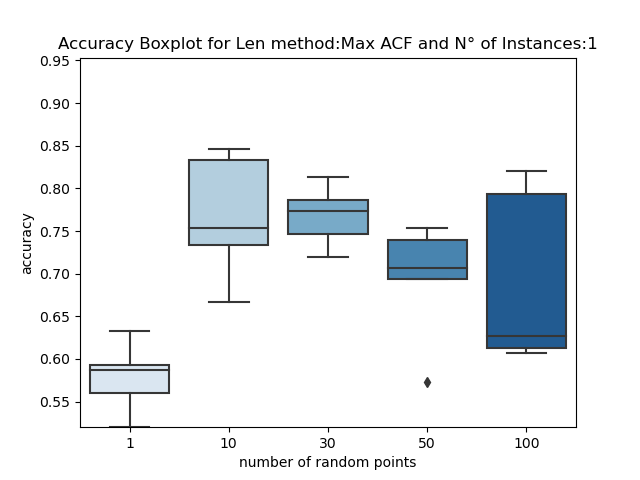 Accuracy Boxplot for Len method:Max ACF and N° of Instances:1
0.95
0.90
0.85
0.80
0.75
0.70
0.65
0.60
0.55
accuracy
1 10 30 50 100
number of random points